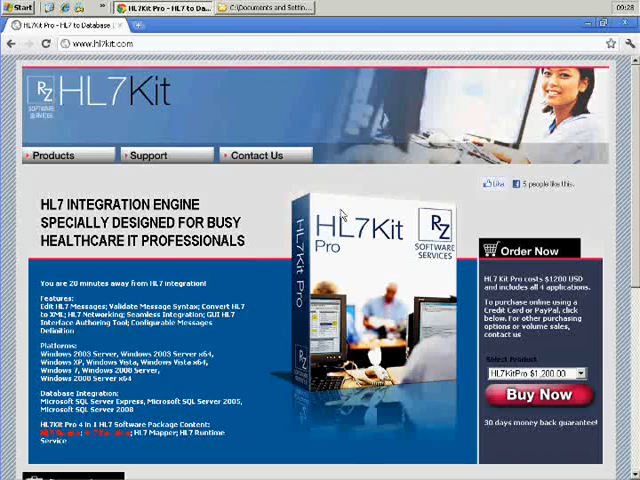 Start
HL7Kit Pro - HL7 to Da...
C:\Documents and Settin...
09:28
HL7Kit Pro - HL7 to Database
www.hl7kit.com
RZ
SOFTWARE
SERVICES
HL7Kit
Products
Support
Contact Us
Like
5 people like this.
HL7 INTEGRATION ENGINE
SPECIALLY DESIGNED FOR BUSY
HEALTHCARE IT PROFESSIONALS
HL7Kit
Pro
RZ
SOFTWARE
SERVICES
HL7Kit Pro
Order Now
You are 20 minutes away from HL7 integration!
Features:
Edit HL7 Messages; Validate Message Syntax; Convert HL7
to XML; HL7 Networking; Seamless Integration; GUI HL7
Interface Authoring Tool; Configurable Messages
Definition
Platforms:
Windows 2003 Server, Windows 2003 Server x64,
Windows XP, Windows Vista, Windows Vista x64,
Windows 7, Windows 2008 Server,
Windows 2008 Server x64
Database Integration:
Microsoft SQL Server Express, Microsoft SQL Server 2005,
Microsoft SQL Server 2008
HL7Kit Pro 4 in 1 HL7 Software Package Content:
; HL7 Mapper; HL7 Runtime
Service
HL7 Kit Pro costs $1200 USD
and includes all 4 applications.
To purchase online using a
Credit Card or PayPal, click
below. For other purchasing
options or volume sales,
contact us
Select Product
HL7KitPro $1,200.00
Buy Now
30 days money back guarantee!